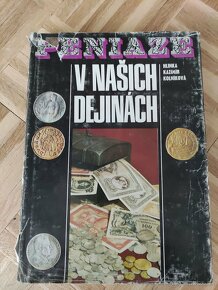 PENIAZE
V NAŠICH
DEJINÁCH
HLINKA
KAZIMÍR
KOLNÍKOVÁ